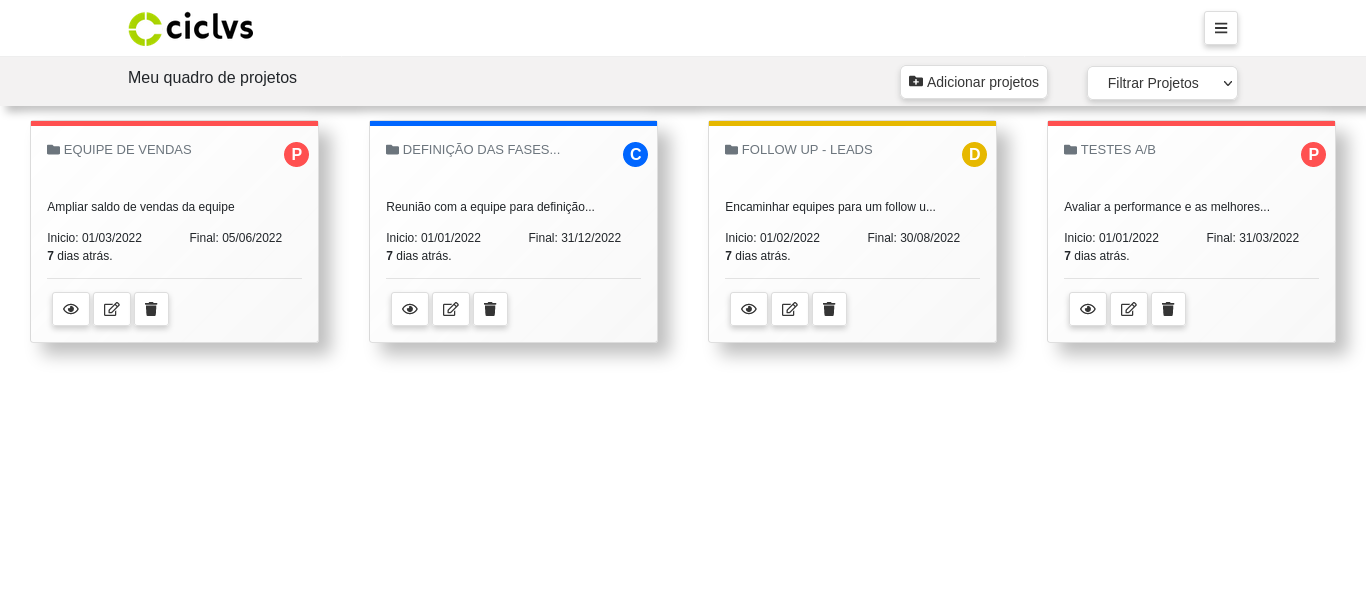 ciclvs
Meu quadro de projetos
Adicionar projetos
Filtrar Projetos
EQUIPE DE VENDAS
P
Ampliar saldo de vendas da equipe
Inicio: 01/03/2022 Final: 05/06/2022
7 dias atrás.
DEFINIÇÃO DAS FASES...
C
Reunião com a equipe para definição...
Inicio: 01/01/2022 Final: 31/12/2022
7 dias atrás.
FOLLOW UP - LEADS
D
Encaminhar equipes para um follow u...
Inicio: 01/02/2022 Final: 30/08/2022
7 dias atrás.
TESTES A/B
P
Avaliar a performance e as melhores...
Inicio: 01/01/2022 Final: 31/03/2022
7 dias atrás.